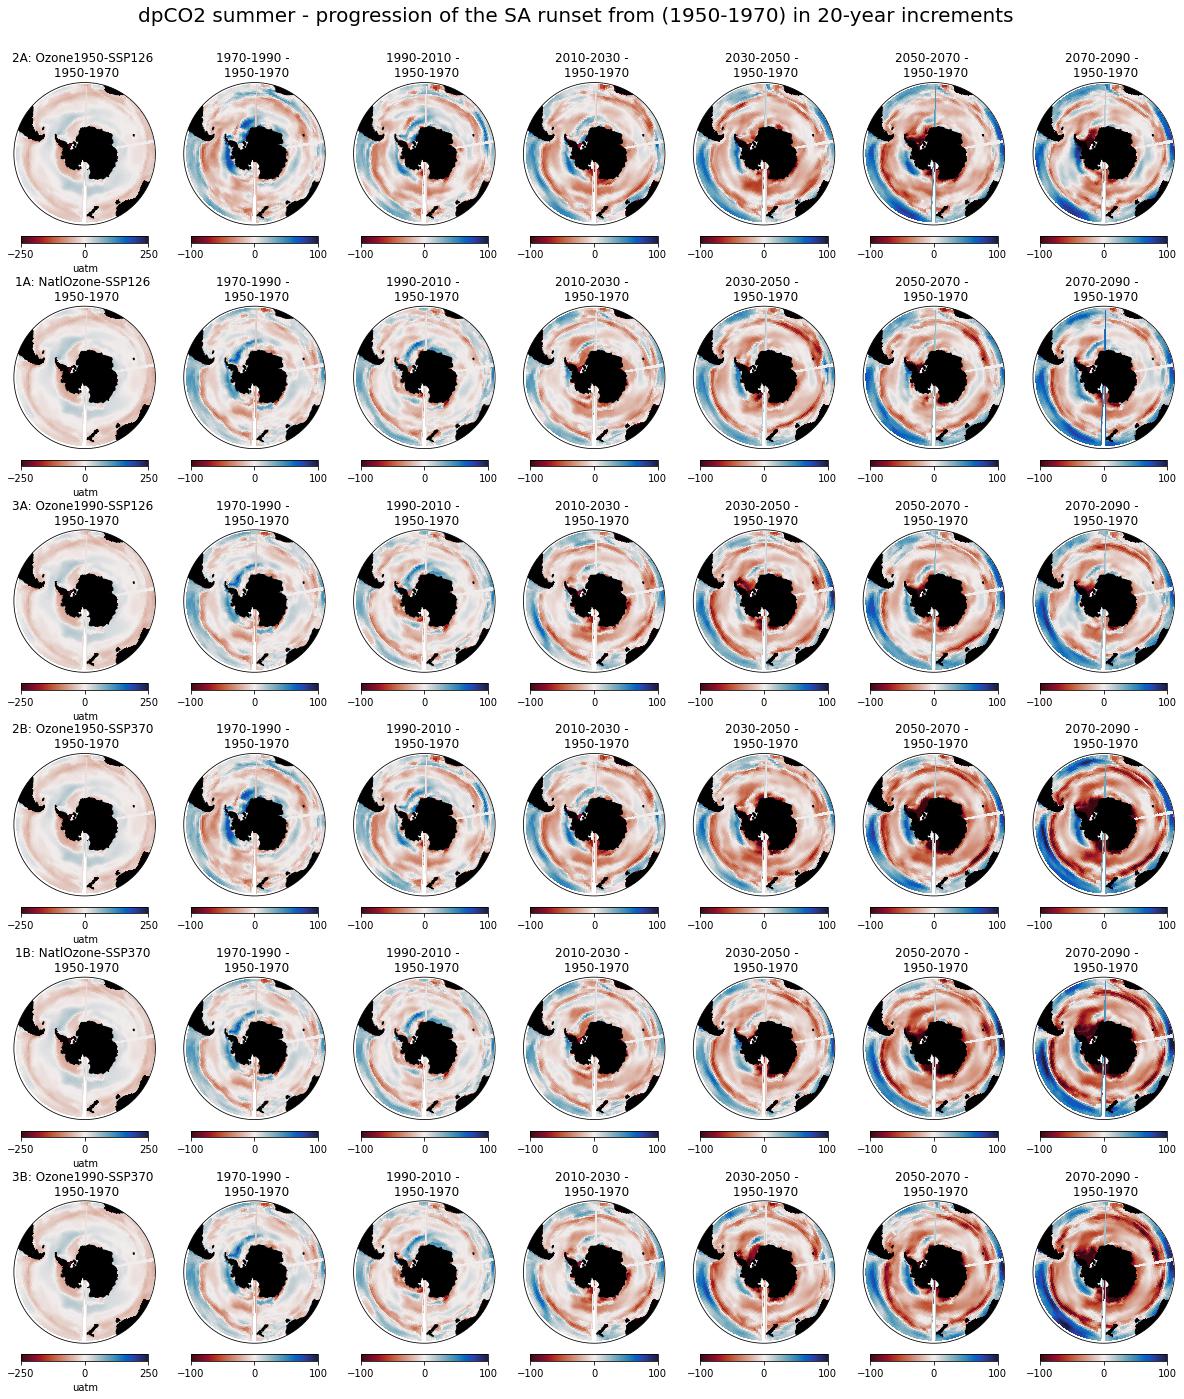 dpCO2 summer - progression of the SA runset from (1950-1970) in 20-year increments
2A: Ozone1950-SSP126 1970-1990 - 1990-2010 - 2010-2030 - 2030-2050 - 2050-2070 - 2070-2090 -
1950-1970 1950-1970 1950-1970 1950-1970 1950-1970 1950-1970 1950-1970
−250 0 250 −100 0 100 −100 0 100 −100 0 100 −100 0 100 −100 0 100 −100 0 100
uatm
1A: NatlOzone-SSP126 1970-1990 - 1990-2010 - 2010-2030 - 2030-2050 - 2050-2070 - 2070-2090 -
1950-1970 1950-1970 1950-1970 1950-1970 1950-1970 1950-1970 1950-1970
−250 0 250 −100 0 100 −100 0 100 −100 0 100 −100 0 100 −100 0 100 −100 0 100
uatm
3A: Ozone1990-SSP126 1970-1990 - 1990-2010 - 2010-2030 - 2030-2050 - 2050-2070 - 2070-2090 -
1950-1970 1950-1970 1950-1970 1950-1970 1950-1970 1950-1970 1950-1970
−250 0 250 −100 0 100 −100 0 100 −100 0 100 −100 0 100 −100 0 100 −100 0 100
uatm
2B: Ozone1950-SSP370 1970-1990 - 1990-2010 - 2010-2030 - 2030-2050 - 2050-2070 - 2070-2090 -
1950-1970 1950-1970 1950-1970 1950-1970 1950-1970 1950-1970 1950-1970
−250 0 250 −100 0 100 −100 0 100 −100 0 100 −100 0 100 −100 0 100 −100 0 100
uatm
1B: NatlOzone-SSP370 1970-1990 - 1990-2010 - 2010-2030 - 2030-2050 - 2050-2070 - 2070-2090 -
1950-1970 1950-1970 1950-1970 1950-1970 1950-1970 1950-1970 1950-1970
−250 0 250 −100 0 100 −100 0 100 −100 0 100 −100 0 100 −100 0 100 −100 0 100
uatm
3B: Ozone1990-SSP370 1970-1990 - 1990-2010 - 2010-2030 - 2030-2050 - 2050-2070 - 2070-2090 -
1950-1970 1950-1970 1950-1970 1950-1970 1950-1970 1950-1970 1950-1970
−250 0 250 −100 0 100 −100 0 100 −100 0 100 −100 0 100 −100 0 100 −100 0 100
uatm